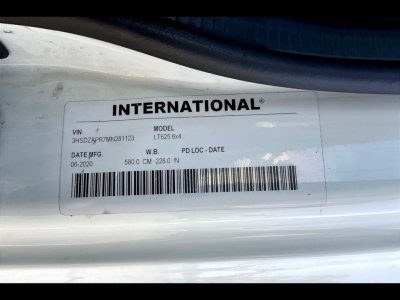 INTERNATIONAL®
VIN MODEL
3HSDZAPR7MN281123 LT625 6x4
DATE MFG. W.B. PD LOC - DATE
06-2020 580.0 CM 228.0 IN